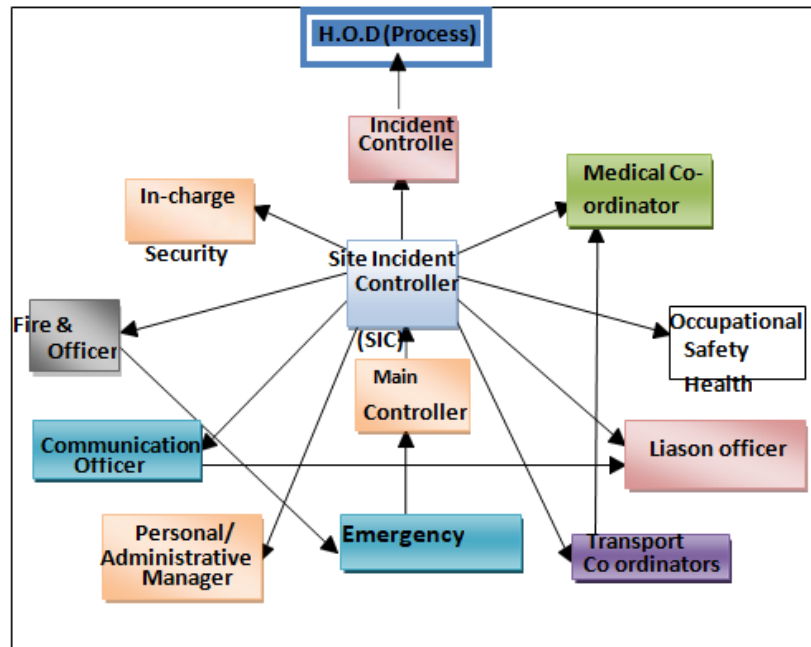 H.O.D (Process)
Incident
Controlle
Medical Co-
ordinator
In-charge
Security
Site Incident
Controller
(SIC)
Fire &
Officer
Occupational
Safety
Health
Main
Controller
Communication
Officer
Liason officer
Personal/
Administrative
Manager
Emergency
Transport
Co ordinators